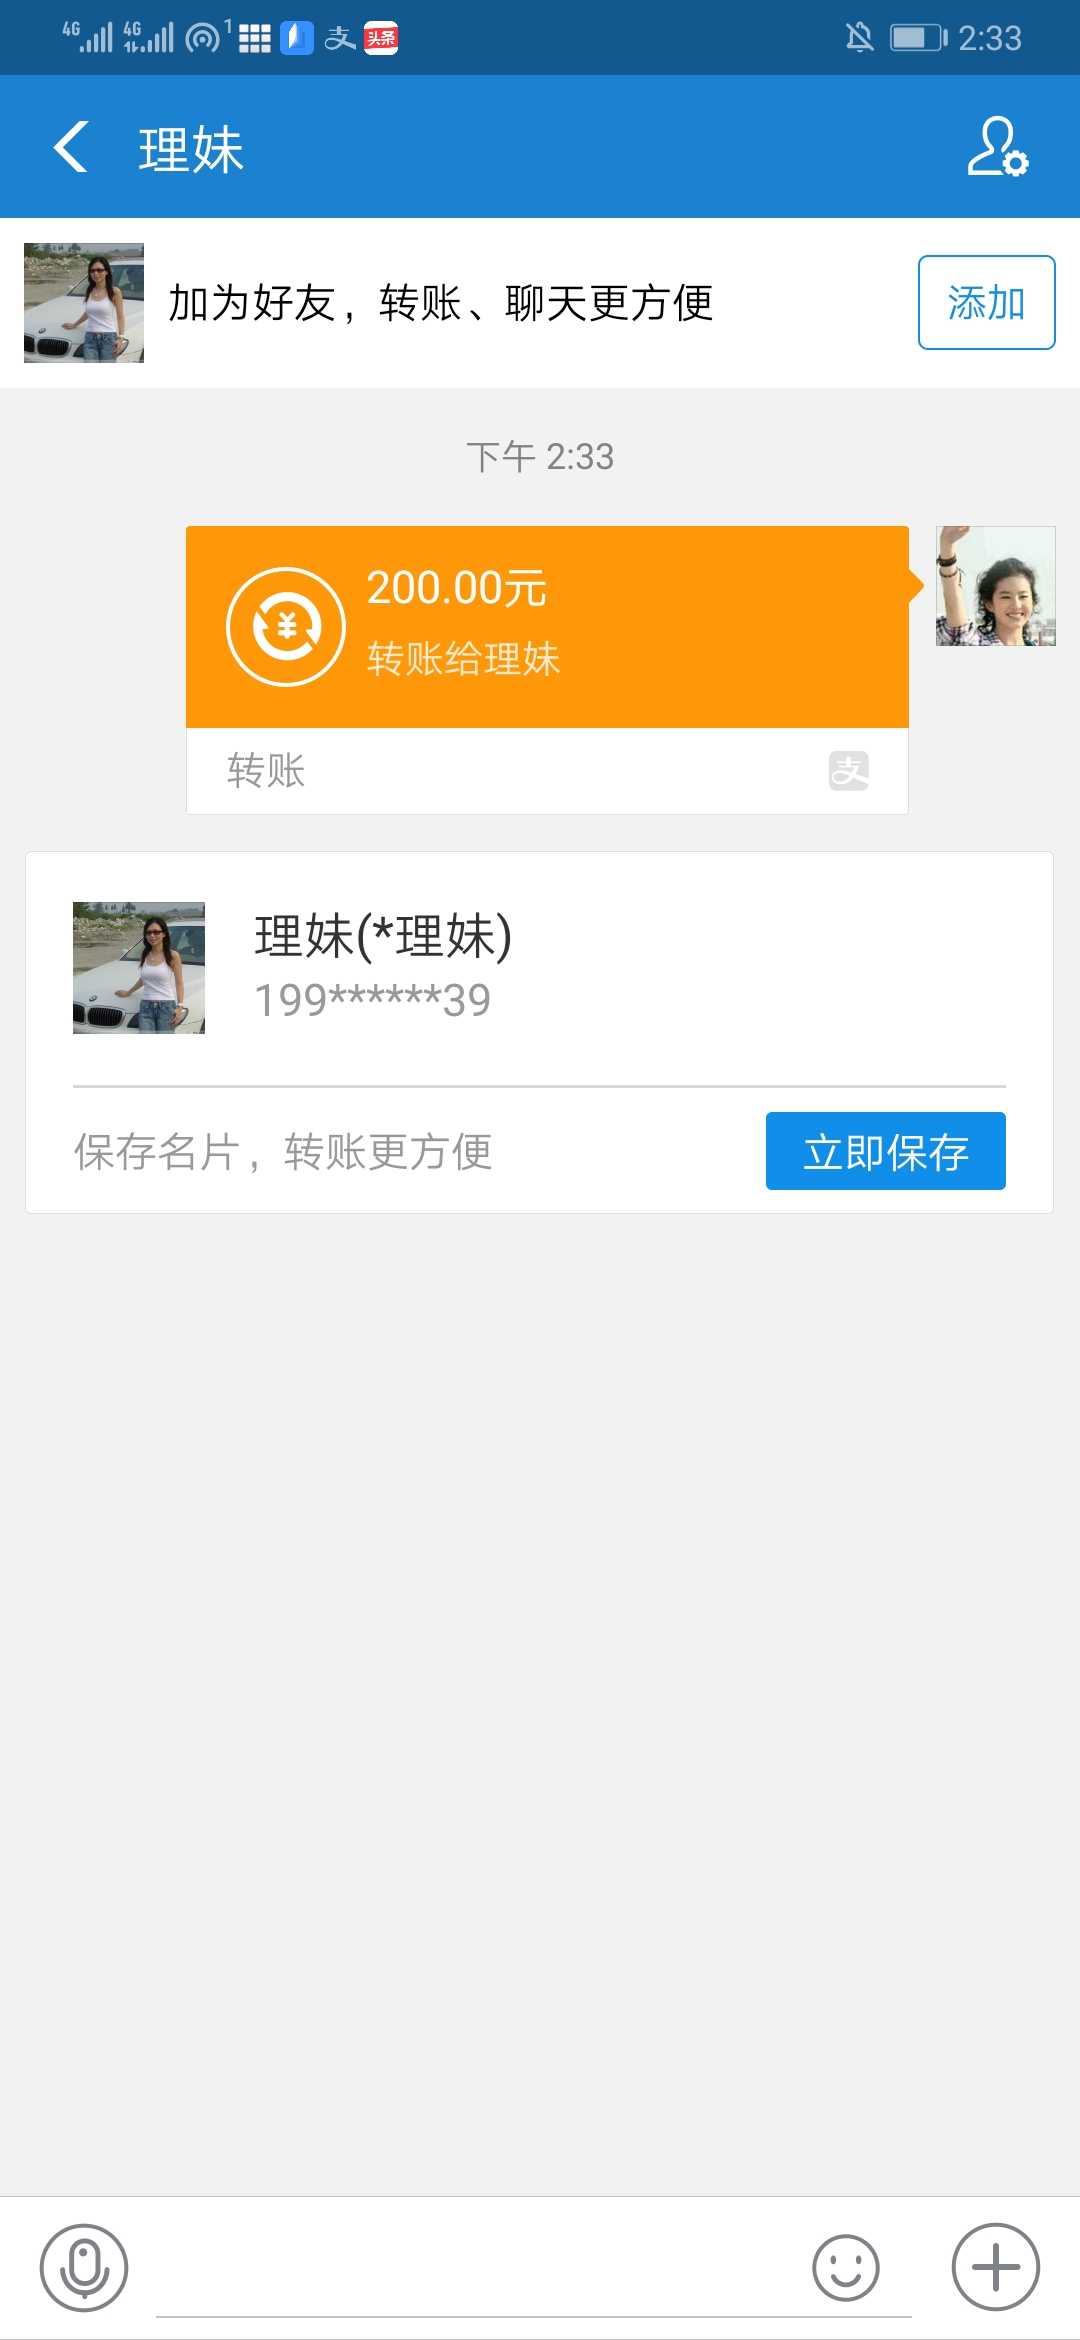 4G 4G 1 支 头条 2:33
理妹
加为好友，转账、聊天更方便 添加
下午 2:33
200.00元
转账给理妹
转账 支
理妹(*理妹)
199******39
保存名片，转账更方便 立即保存